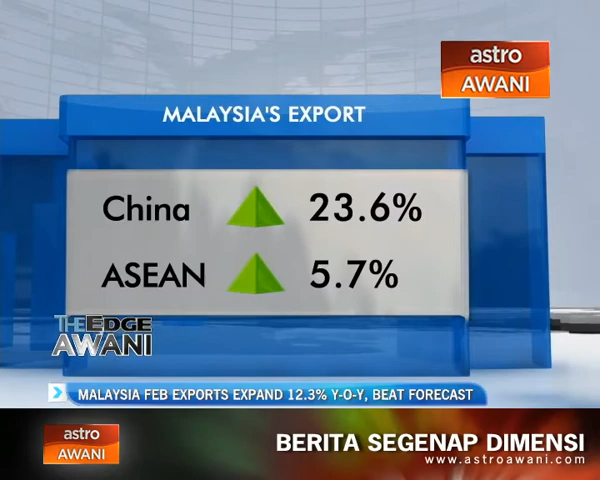 astro
AWANI
MALAYSIA'S EXPORT
China 23.6%
ASEAN 5.7%
THE EDGE
AWANI
MALAYSIA FEB EXPORTS EXPAND 12.3% Y-O-Y, BEAT FORECAST
astro
AWANI
BERITA SEGENAP DIMENSI
www.astroawani.com